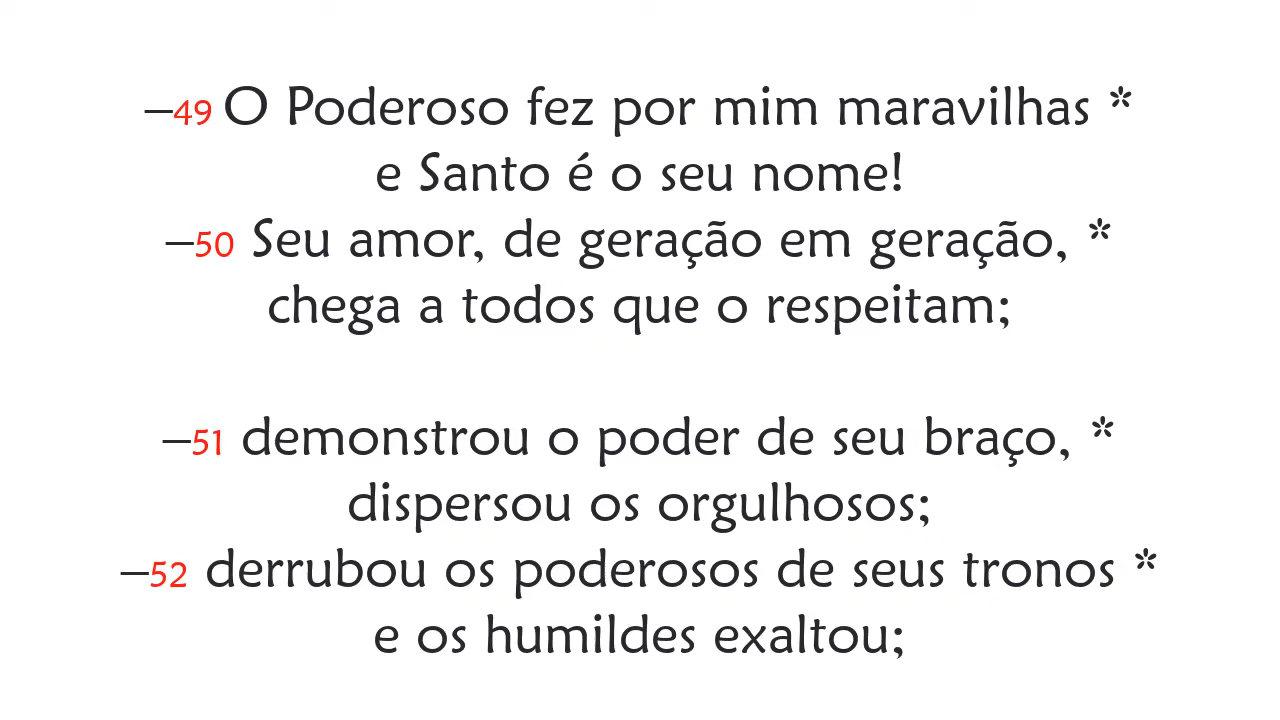 –49 O Poderoso fez por mim maravilhas *
e Santo é o seu nome!
–50 Seu amor, de geração em geração, *
chega a todos que o respeitam;
–51 demonstrou o poder de seu braço, *
dispersou os orgulhosos;
–52 derrubou os poderosos de seus tronos *
e os humildes exaltou;